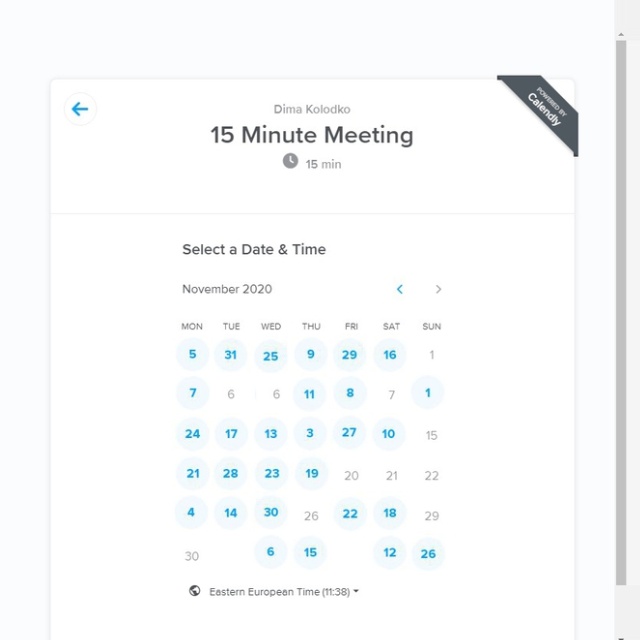 POWERED BY
Calendly
Dima Kolodko
15 Minute Meeting
15 min
Select a Date & Time
November 2020
MON TUE WED THU FRI SAT SUN
5 31 25 9 29 16 1
7 6 6 11 8 7 1
24 17 13 3 27 10 15
21 28 23 19 20 21 22
4 14 30 26 22 18 29
30 6 15 12 26
Eastern European Time (11:38)